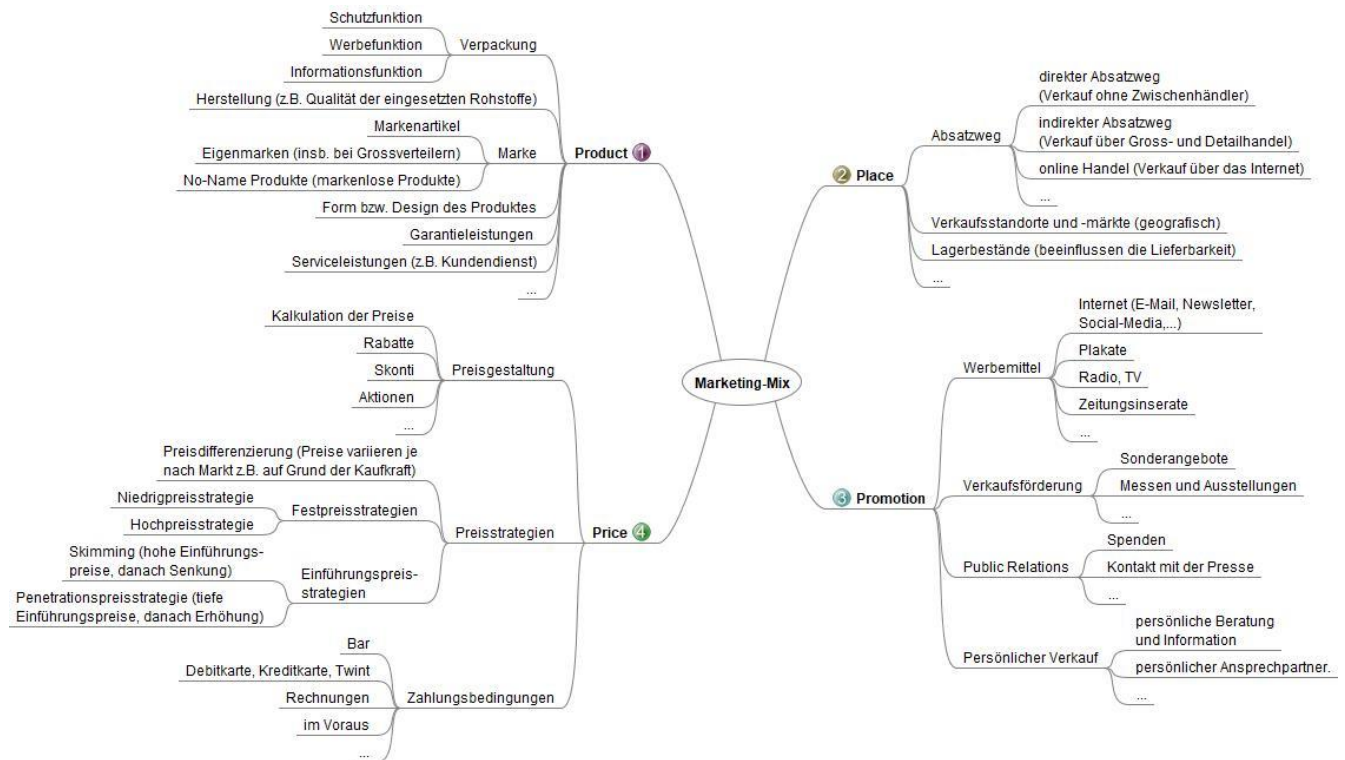 Marketing-Mix
Product 1
Verpackung
Schutzfunktion
Werbefunktion
Informationsfunktion
Herstellung (z.B. Qualität der eingesetzten Rohstoffe)
Marke
Markenartikel
Eigenmarken (insb. bei Grossverteilern)
No-Name Produkte (markenlose Produkte)
Form bzw. Design des Produktes
Garantieleistungen
Serviceleistungen (z.B. Kundendienst)
...
2 Place
Absatzweg
direkter Absatzweg
(Verkauf ohne Zwischenhändler)
indirekter Absatzweg
(Verkauf über Gross- und Detailhandel)
online Handel (Verkauf über das Internet)
...
Verkaufsstandorte und -märkte (geografisch)
Lagerbestände (beeinflussen die Lieferbarkeit)
...
3 Promotion
Werbemittel
Internet (E-Mail, Newsletter,
Social-Media,...)
Plakate
Radio, TV
Zeitungsinserate
...
Verkaufsförderung
Sonderangebote
Messen und Ausstellungen
...
Public Relations
Spenden
Kontakt mit der Presse
...
Persönlicher Verkauf
persönliche Beratung
und Information
persönlicher Ansprechpartner.
...
Price 4
Preisgestaltung
Kalkulation der Preise
Rabatte
Skonti
Aktionen
...
Preisstrategien
Preisdifferenzierung (Preise variieren je
nach Markt z.B. auf Grund der Kaufkraft)
Festpreisstrategien
Niedrigpreisstrategie
Hochpreisstrategie
Einführungspreis-
strategien
Skimming (hohe Einführungs-
preise, danach Senkung)
Penetrationspreisstrategie (tiefe
Einführungspreise, danach Erhöhung)
Zahlungsbedingungen
Bar
Debitkarte, Kreditkarte, Twint
Rechnungen
im Voraus
...